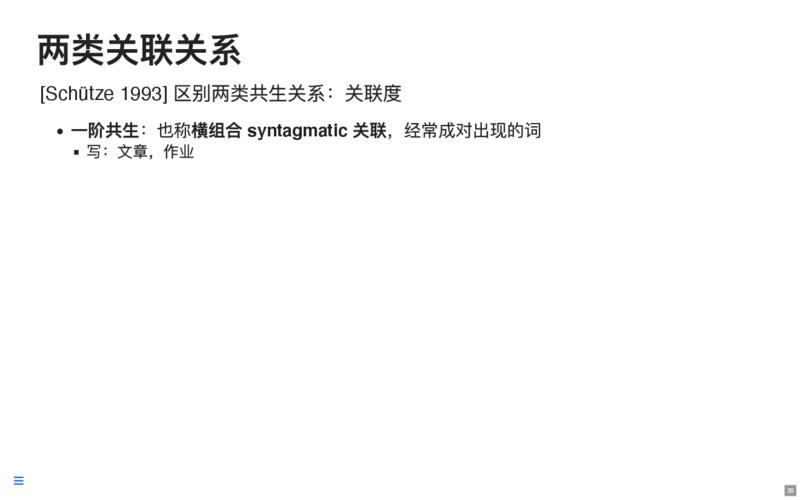 两类关联关系
[Schütze 1993] 区别两类共生关系：关联度
• 一阶共生：也称横组合 syntagmatic 关联，经常成对出现的词
▪ 写：文章，作业